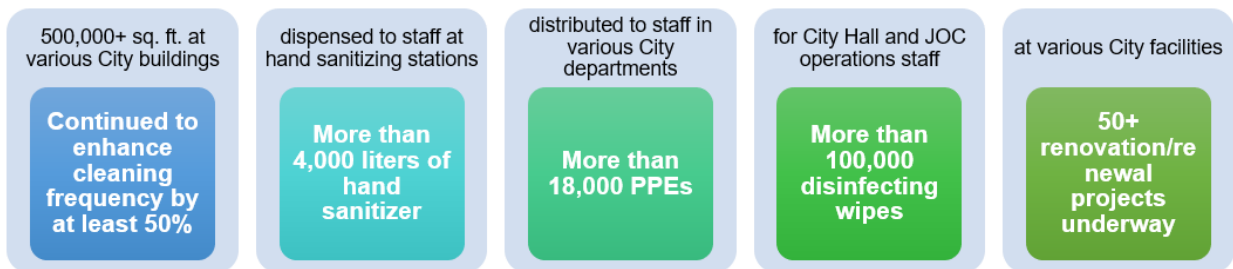 500,000+ sq. ft. at
various City buildings
Continued to
enhance
cleaning
frequency by
at least 50%
dispensed to staff at
hand sanitizing stations
More than
4,000 liters of
hand
sanitizer
distributed to staff in
various City
departments
More than
18,000 PPEs
for City Hall and JOC
operations staff
More than
100,000
disinfecting
wipes
at various City facilities
50+
renovation/re
newal
projects
underway